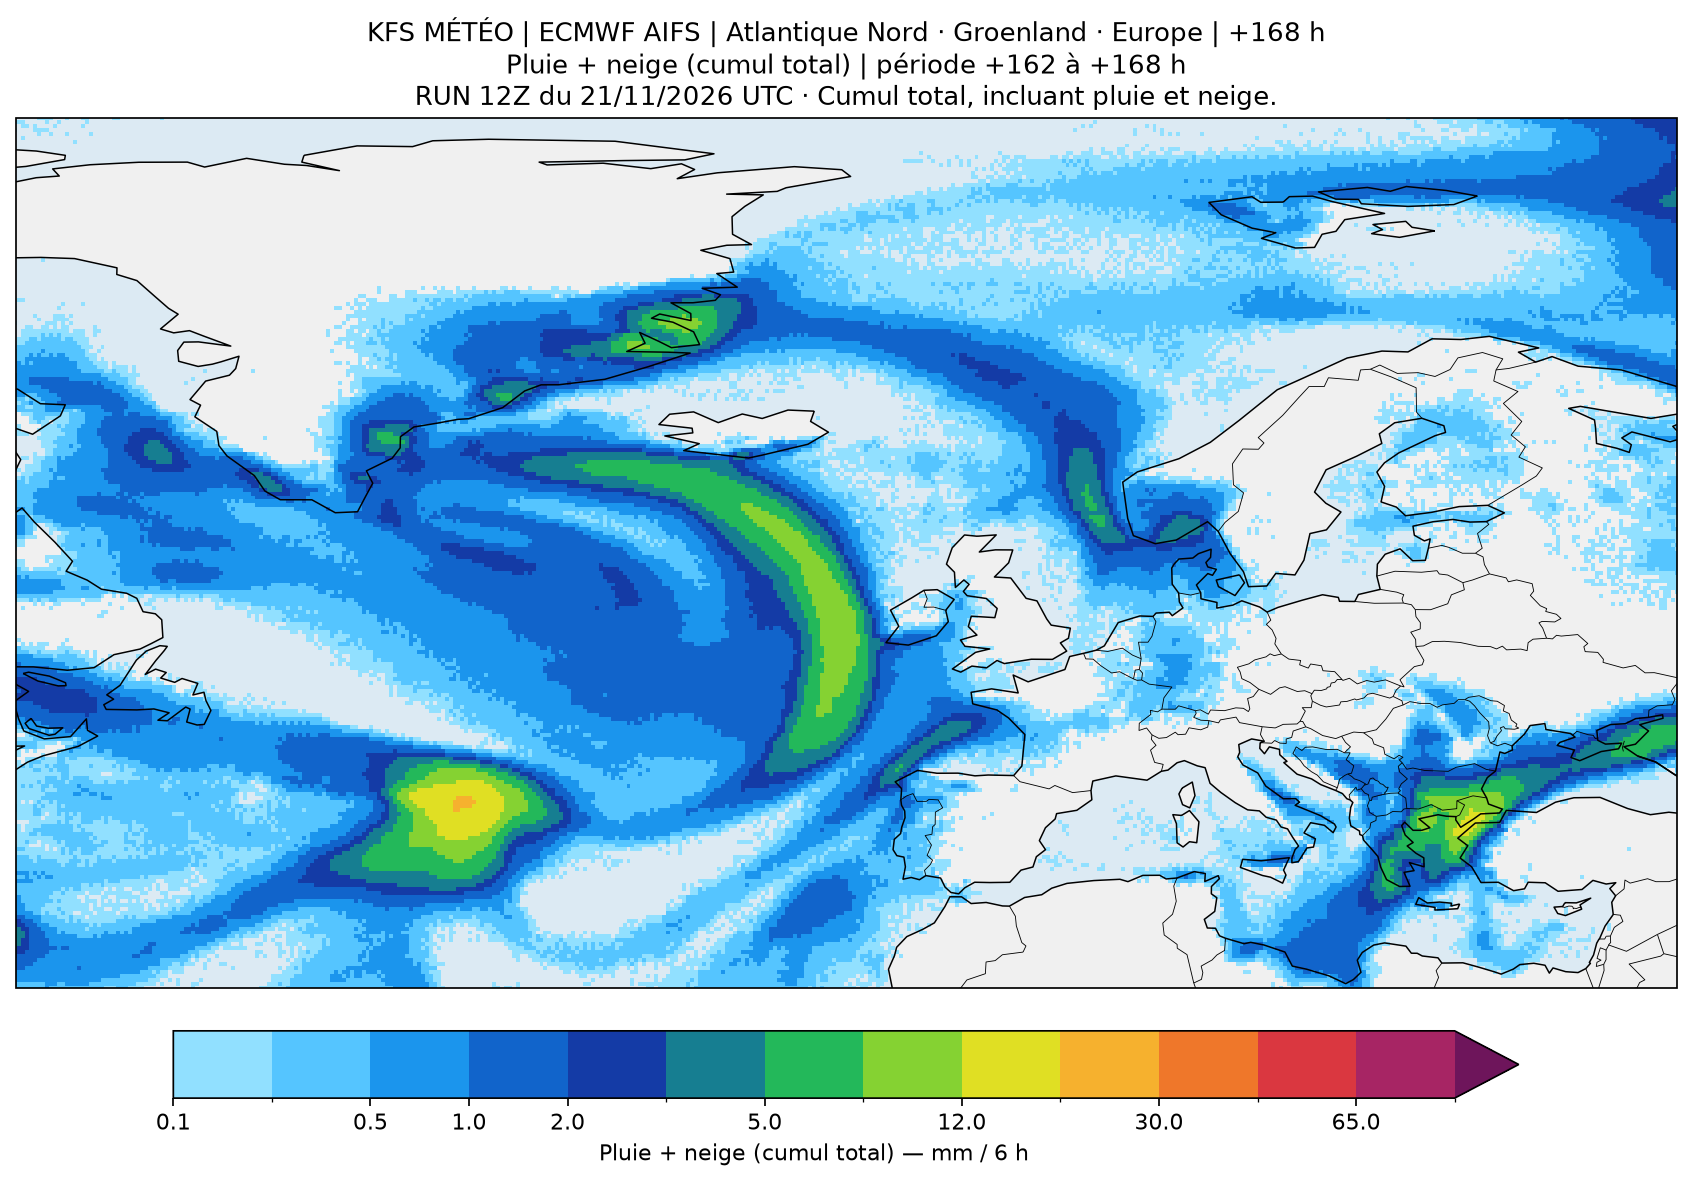 KFS MÉTÉO | ECMWF AIFS | Atlantique Nord · Groenland · Europe | +168 h
Pluie + neige (cumul total) | période +162 à +168 h
RUN 12Z du 21/11/2026 UTC · Cumul total, incluant pluie et neige.
0.1 0.5 1.0 2.0 5.0 12.0 30.0 65.0
Pluie + neige (cumul total) — mm / 6 h